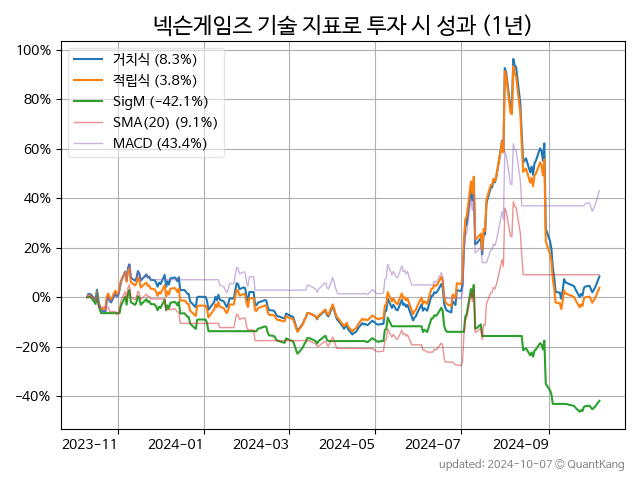 넥슨게임즈 기술 지표로 투자 시 성과 (1년)
거치식 (8.3%)
적립식 (3.8%)
SigM (-42.1%)
SMA(20) (9.1%)
MACD (43.4%)
100%
80%
60%
40%
20%
0%
−20%
−40%
2023-11
2024-01
2024-03
2024-05
2024-07
2024-09
updated: 2024-10-07 © QuantKang